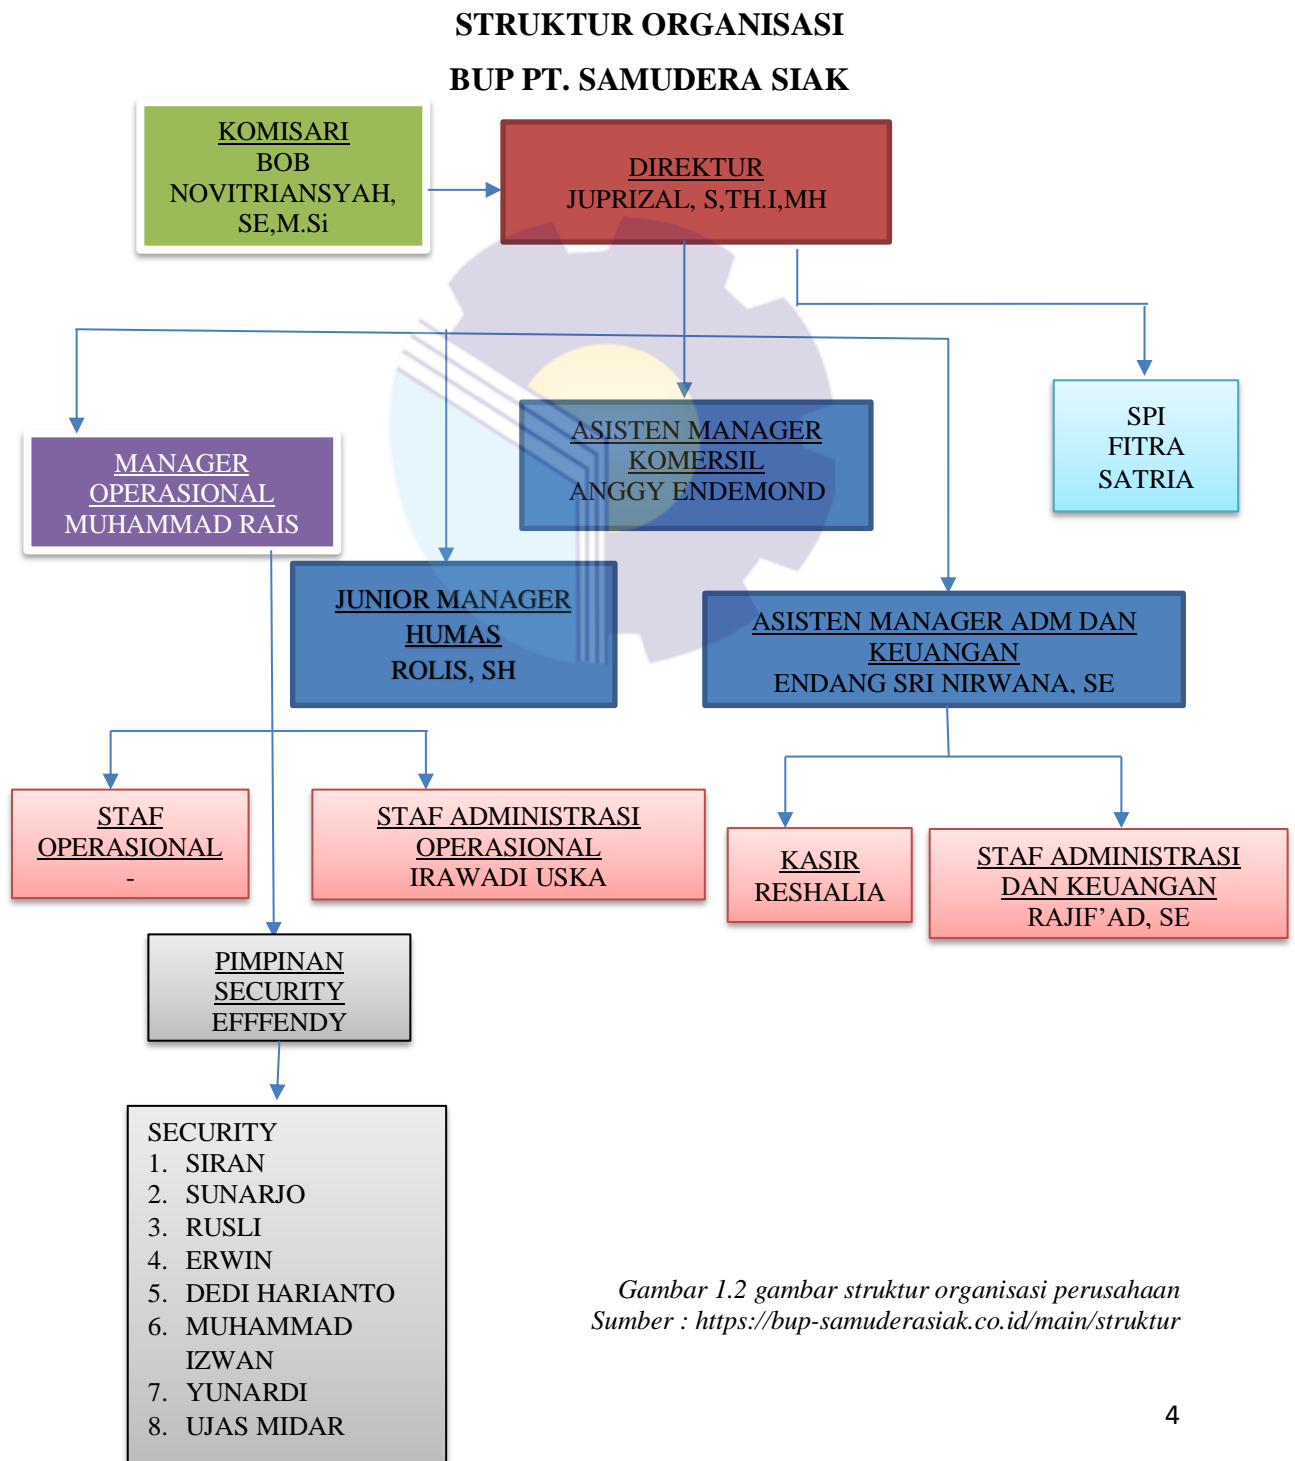 STRUKTUR ORGANISASI
BUP PT. SAMUDERA SIAK
KOMISARI
BOB
NOVITRIANSYAH,
SE,M.Si
DIREKTUR
JUPRIZAL, S,TH.I,MH
MANAGER
OPERASIONAL
MUHAMMAD RAIS
ASISTEN MANAGER
KOMERSIL
ANGGY ENDEMOND
SPI
FITRA
SATRIA
JUNIOR MANAGER
HUMAS
ROLIS, SH
ASISTEN MANAGER ADM DAN
KEUANGAN
ENDANG SRI NIRWANA, SE
STAF
OPERASIONAL
-
STAF ADMINISTRASI
OPERASIONAL
IRAWADI USKA
KASIR
RESHALIA
STAF ADMINISTRASI
DAN KEUANGAN
RAJIF’AD, SE
PIMPINAN
SECURITY
EFFFENDY
SECURITY
1. SIRAN
2. SUNARJO
3. RUSLI
4. ERWIN
5. DEDI HARIANTO
6. MUHAMMAD
IZWAN
7. YUNARDI
8. UJAS MIDAR
Gambar 1.2 gambar struktur organisasi perusahaan
Sumber : https://bup-samuderasiak.co.id/main/struktur
4